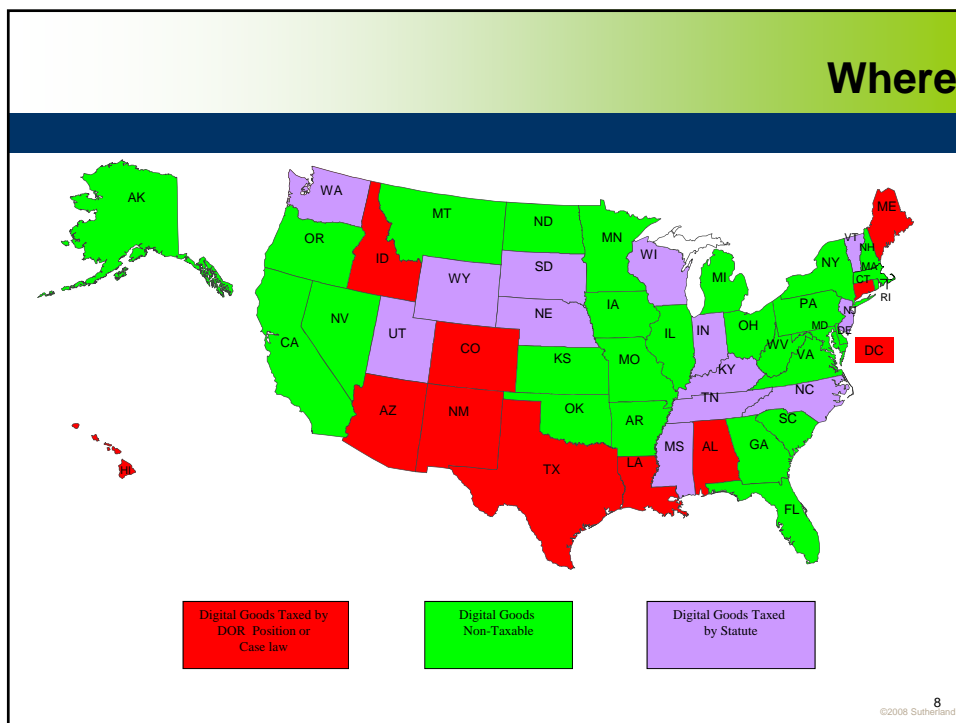 Where
AK
WA
MT
ND
MN
ME
OR
ID
SD
WI
VT
NH
WY
NY
MA
MI
CT
RI
NV
NE
IA
PA
NJ
CA
UT
IL
IN
OH
MD
DE
CO
KS
MO
WV
VA
DC
KY
AZ
NM
OK
AR
TN
NC
SC
MS
AL
GA
TX
LA
HI
FL
Digital Goods Taxed by
DOR Position or
Case law
Digital Goods
Non-Taxable
Digital Goods Taxed
by Statute
8
©2008 Sutherland